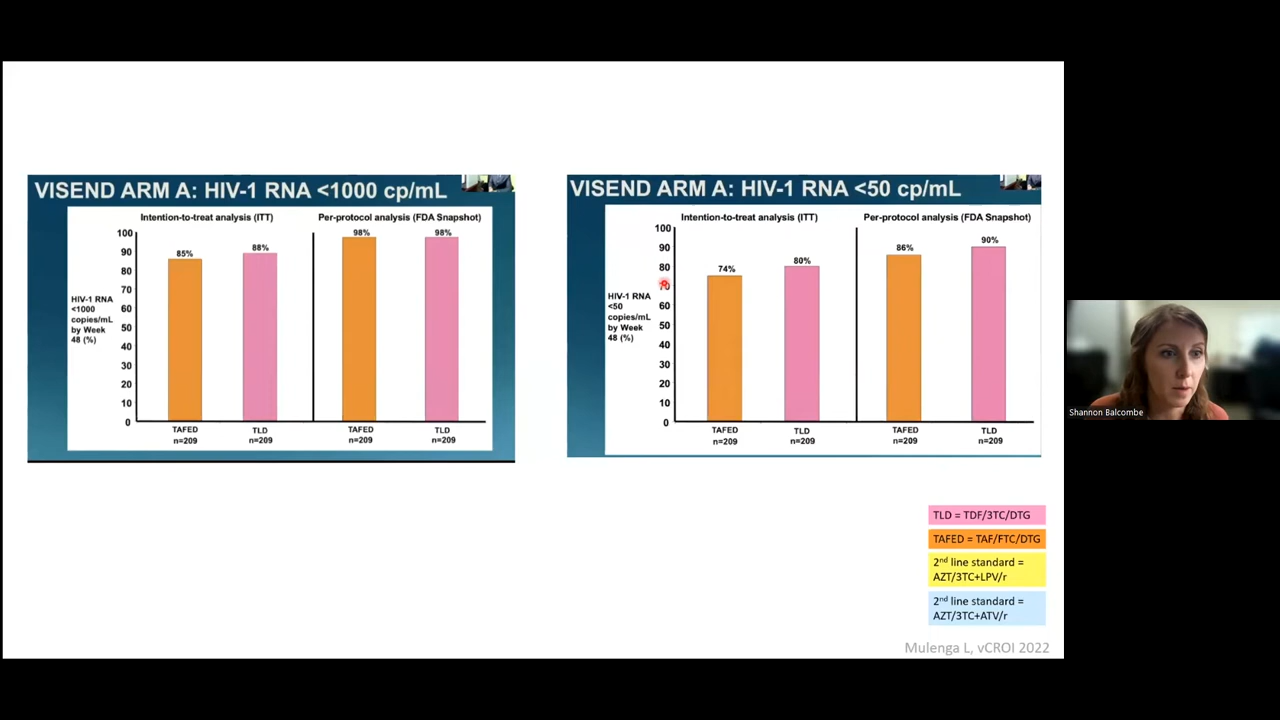 VISEND ARM A: HIV-1 RNA <1000 cp/mL
Intention-to-treat analysis (ITT)
Per-protocol analysis (FDA Snapshot)
100
90
80
70
60
50
40
30
20
10
0
HIV-1 RNA
<1000
copies/mL
by Week
48 (%)
85%
88%
98%
98%
TAFED
n=209
TLD
n=209
TAFED
n=209
TLD
n=209
VISEND ARM A: HIV-1 RNA <50 cp/mL
Intention-to-treat analysis (ITT)
Per-protocol analysis (FDA Snapshot)
100
90
80
70
60
50
40
30
20
10
0
HIV-1 RNA
<50
copies/mL
by Week
48 (%)
74%
80%
86%
90%
TAFED
n=209
TLD
n=209
TAFED
n=209
TLD
n=209
TLD = TDF/3TC/DTG
TAFED = TAF/FTC/DTG
2nd line standard =
AZT/3TC+LPV/r
2nd line standard =
AZT/3TC+ATV/r
Mulenga L, vCROI 2022
Shannon Balcombe